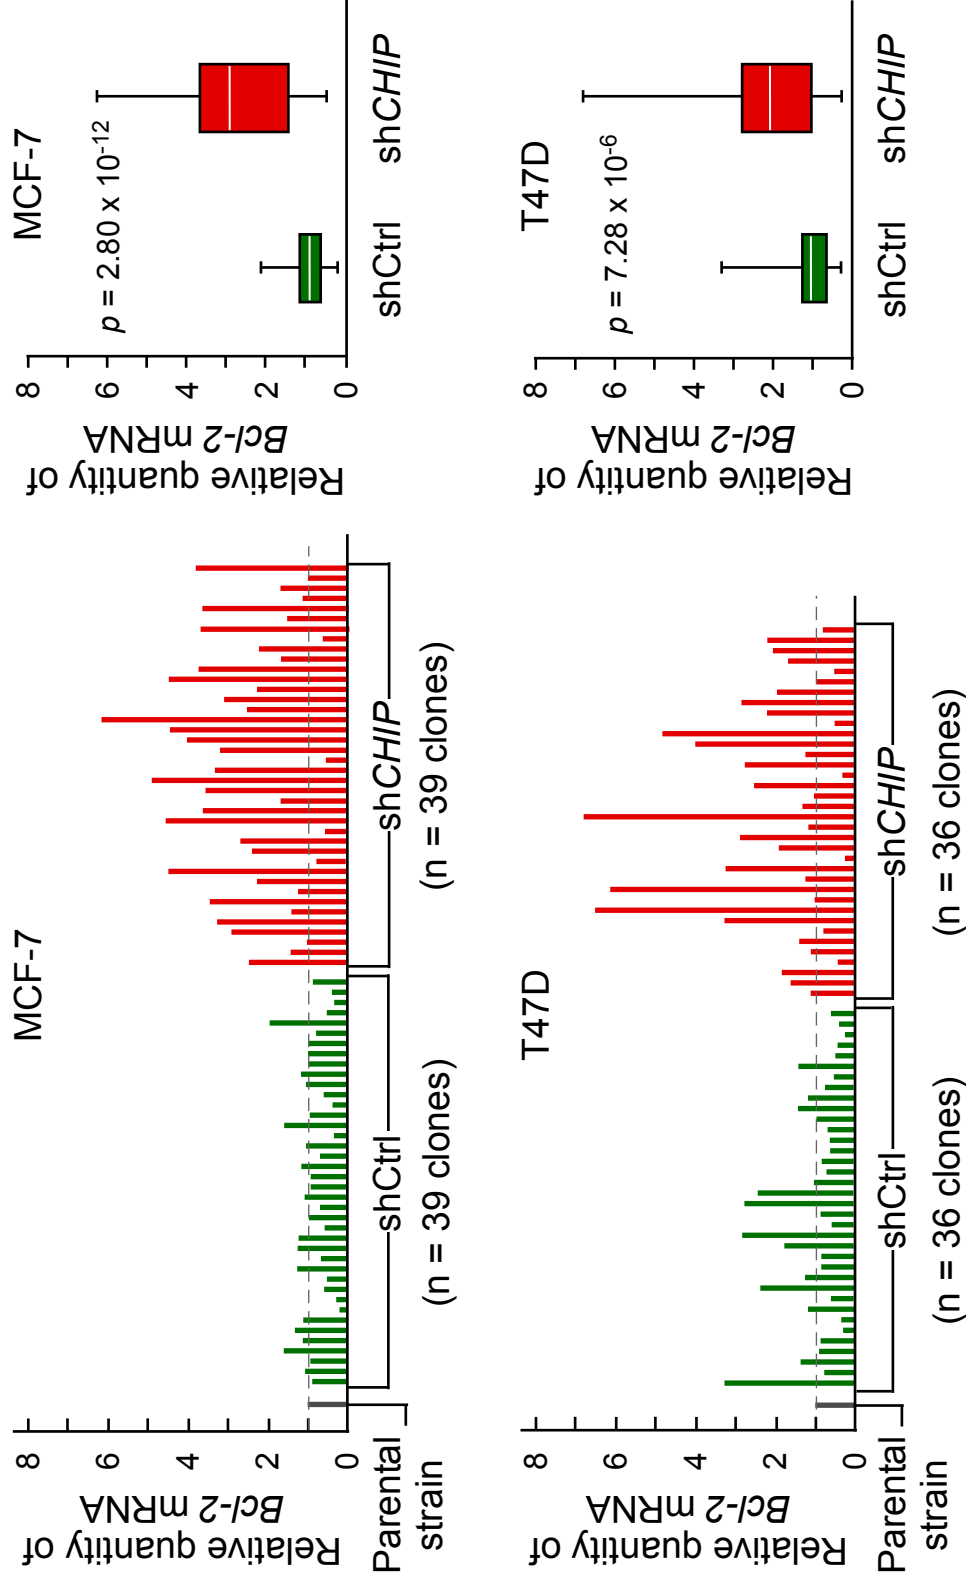 MCF-7
Relative quantity of
Bcl-2 mRNA
8
6
4
2
0
Parental
strain
shCtrl
(n = 39 clones)
shCHIP
(n = 39 clones)
MCF-7
Relative quantity of
Bcl-2 mRNA
8
6
4
2
0
p = 2.80 x 10-12
shCtrl
shCHIP
T47D
Relative quantity of
Bcl-2 mRNA
8
6
4
2
0
Parental
strain
shCtrl
(n = 36 clones)
shCHIP
(n = 36 clones)
T47D
Relative quantity of
Bcl-2 mRNA
8
6
4
2
0
p = 7.28 x 10-6
shCtrl
shCHIP